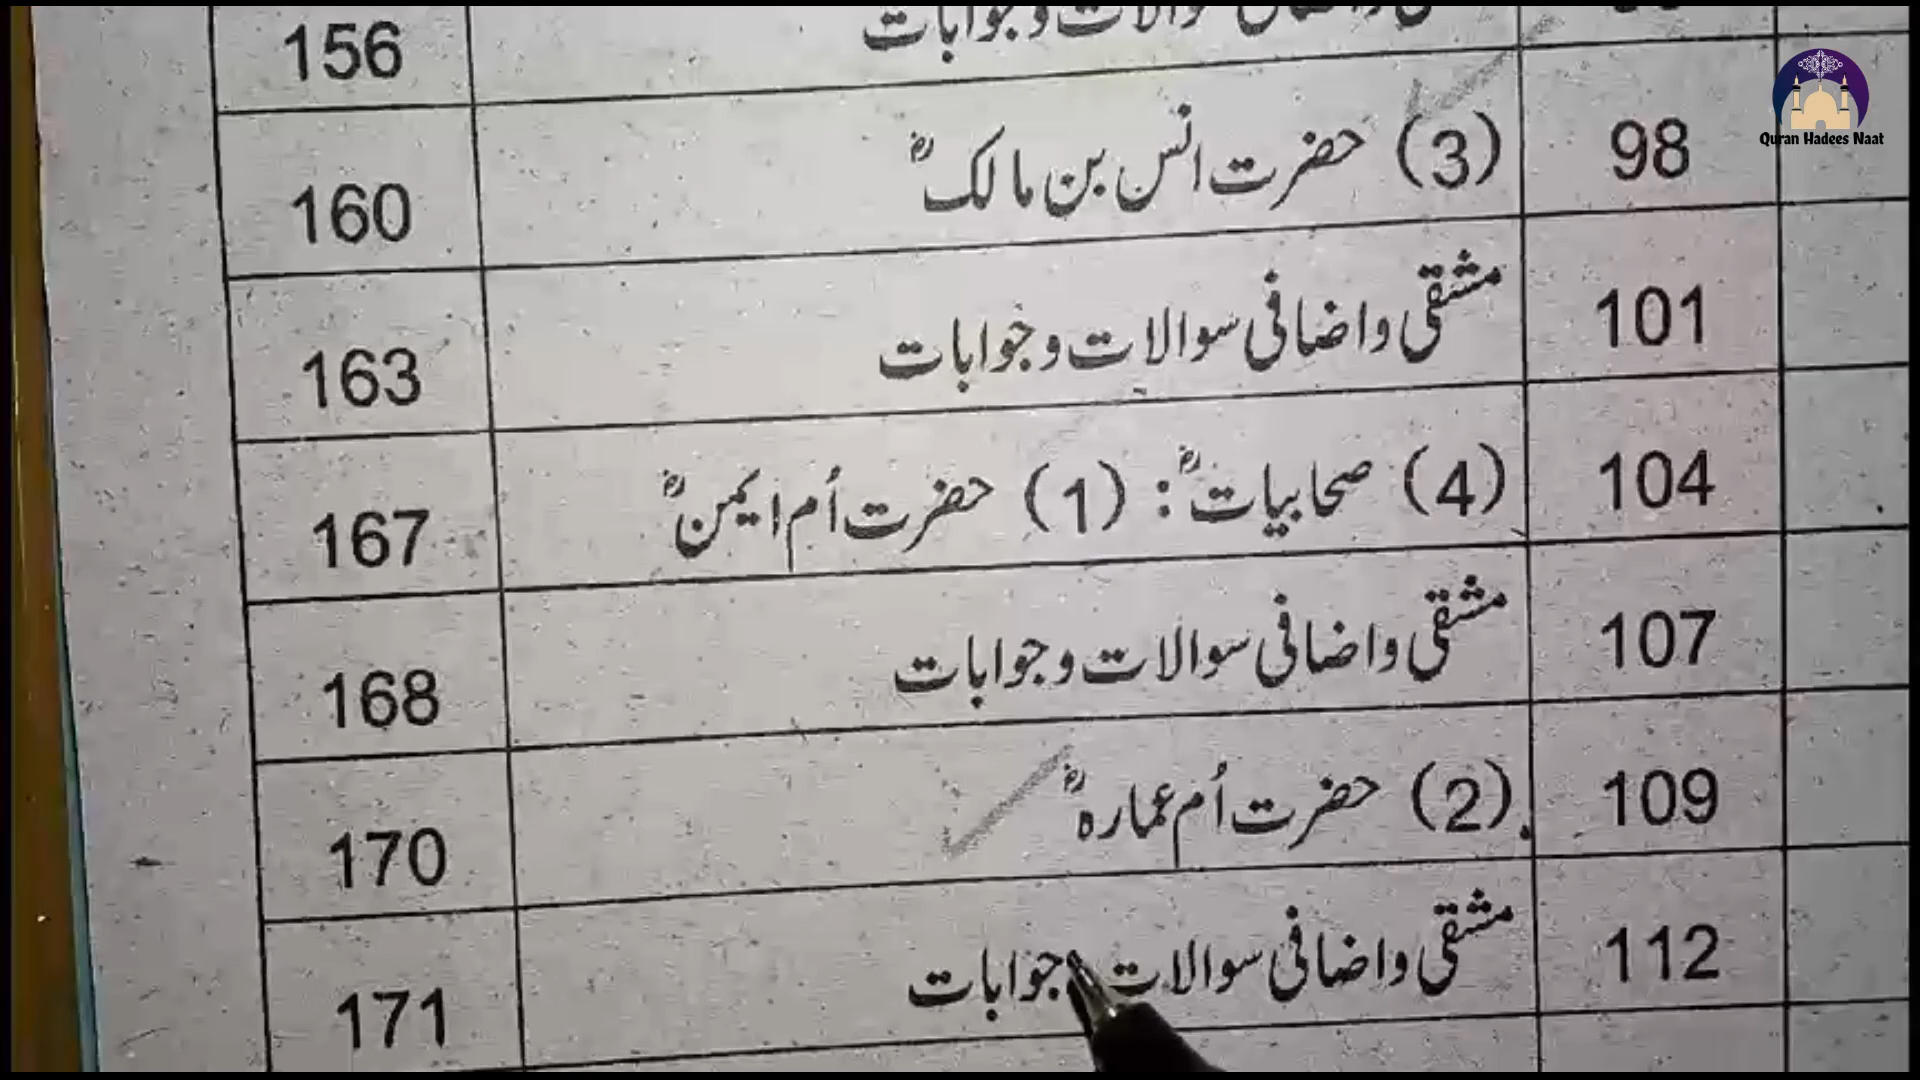 156 سوالات و جوابات
Quran Hadees Naat
160 (3) حضرت انس بن مالکؓ 98
163 مشقی واضافی سوالات وجوابات 101
167 (4) صحابیاتؓ: (1) حضرت اُم ایمنؓ 104
168 مشقی واضافی سوالات وجوابات 107
170 (2) حضرت اُم عمارہؓ 109
171 مشقی واضافی سوالات جوابات 112